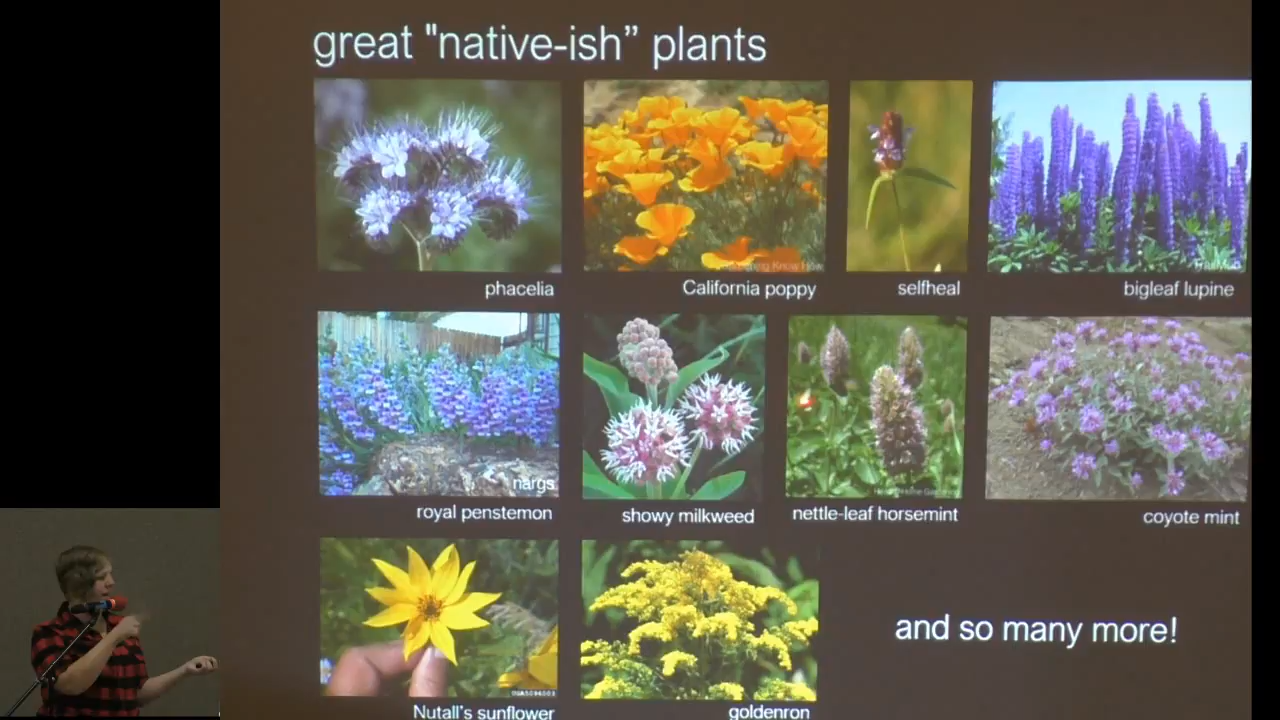 great "native-ish” plants
phacelia
California poppy
selfheal
bigleaf lupine
nargs
royal penstemon
showy milkweed
nettle-leaf horsemint
coyote mint
and so many more!
Nutall's sunflower
goldenron